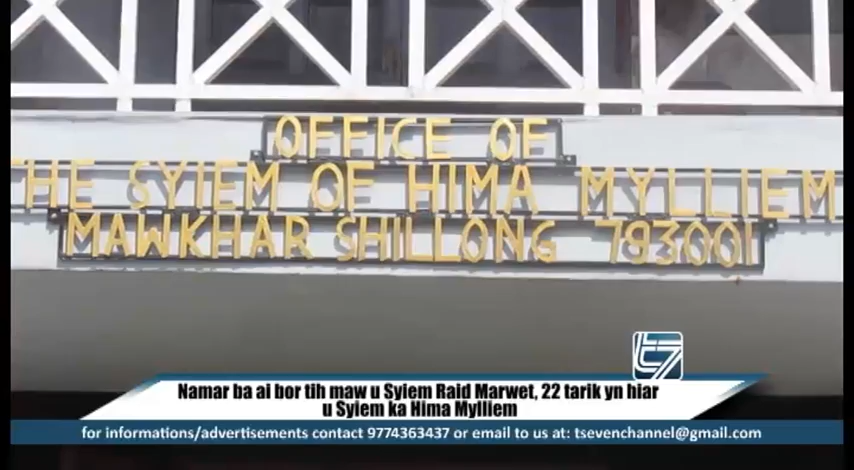 OFFICE OF
THE SYIEM OF HIMA MYLLIEM
MAWKHAR SHILLONG 793001
T7
Namar ba ai bor tih maw u Syiem Raid Marwet, 22 tarik yn hiar
u Syiem ka Hima Mylliem
for informations/advertisements contact 9774363437 or email to us at: tsevenchannel@gmail.com